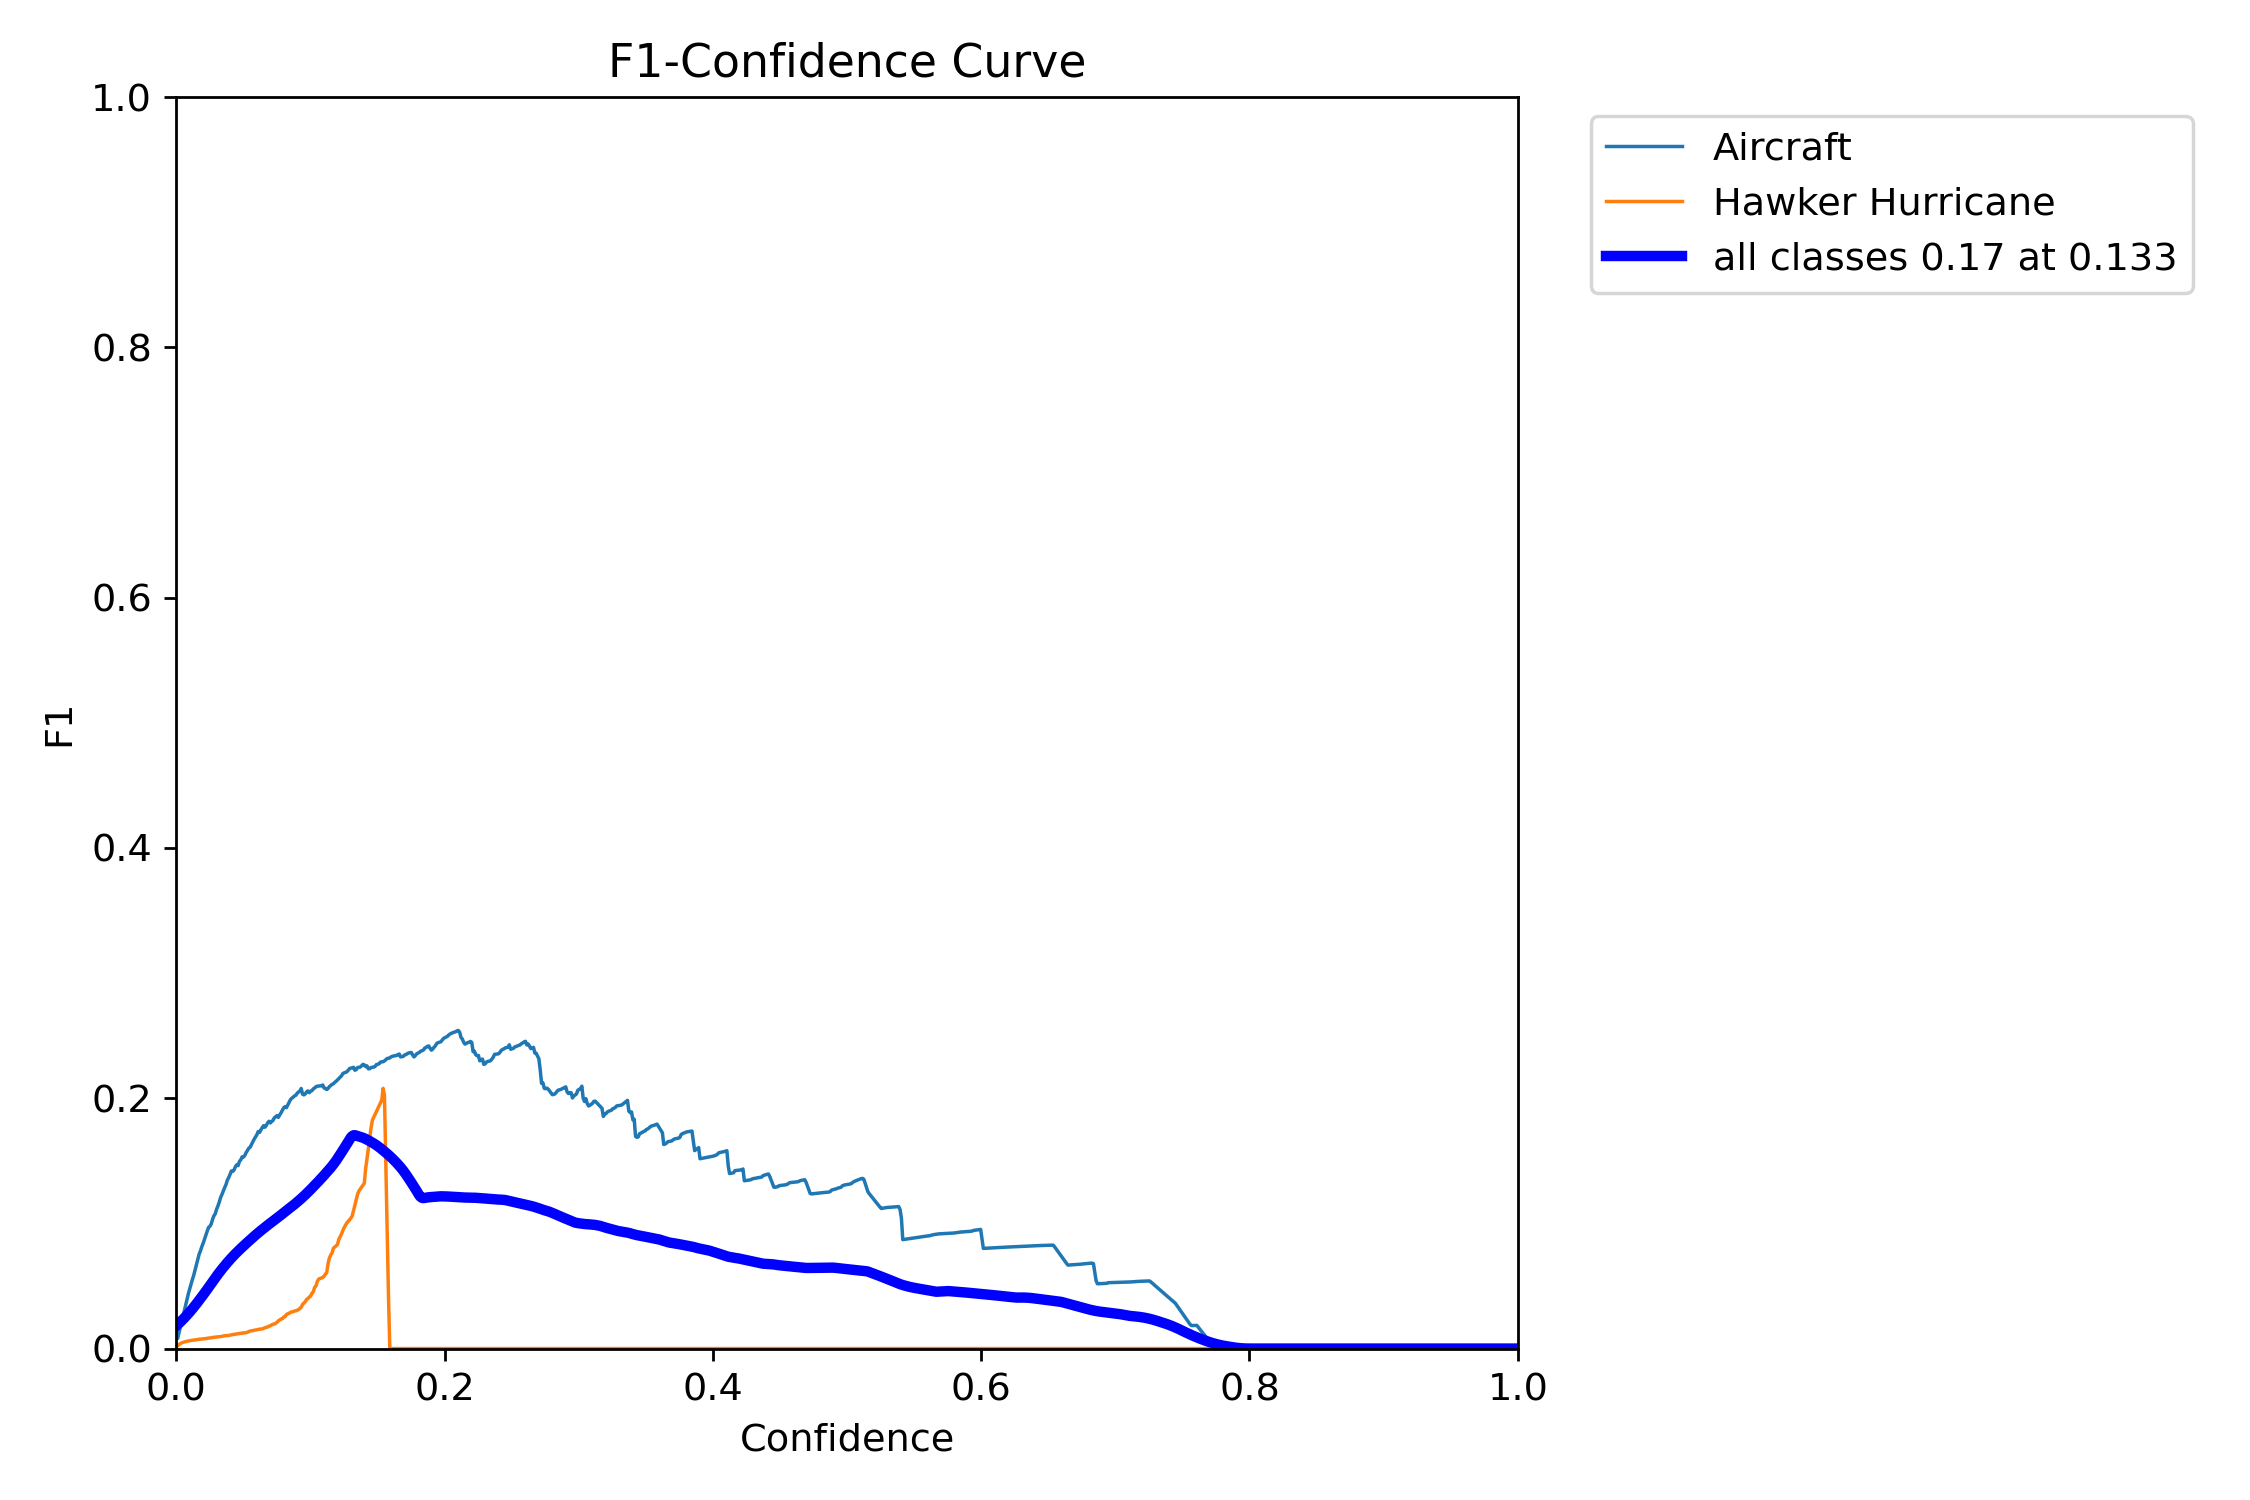 F1-Confidence Curve
1.0
0.8
0.6
0.4
0.2
0.0
F1
0.0 0.2 0.4 0.6 0.8 1.0
Confidence
Aircraft
Hawker Hurricane
all classes 0.17 at 0.133